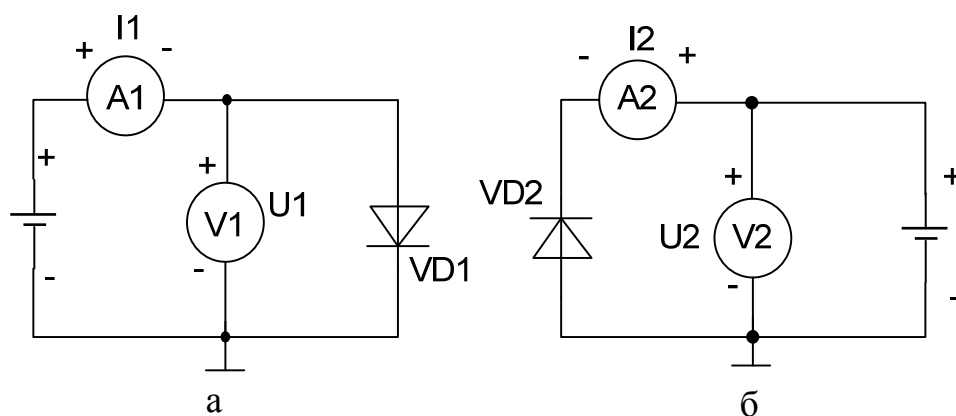 I1
+ -
A1
+
-
+
V1
U1
-
VD1
а
I2
- +
A2
VD2
+
V2
U2
-
+
-
б